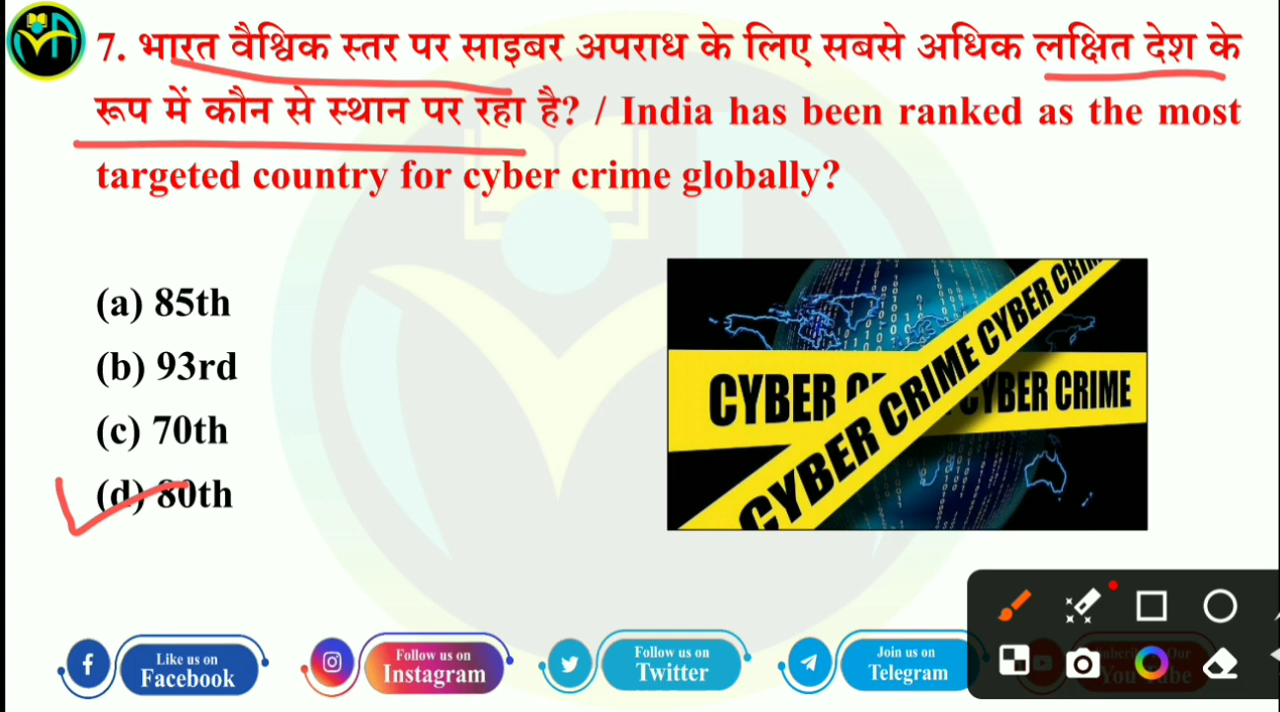 7. भारत वैश्विक स्तर पर साइबर अपराध के लिए सबसे अधिक लक्षित देश के
रूप में कौन से स्थान पर रहा है? / India has been ranked as the most
targeted country for cyber crime globally?
(a) 85th
(b) 93rd
(c) 70th
(d) 80th
CYBER CRIME CYBER CRIM
CYBER
CYBER CRIME
Like us on
Facebook
Follow us on
Instagram
Follow us on
Twitter
Join us on
Telegram